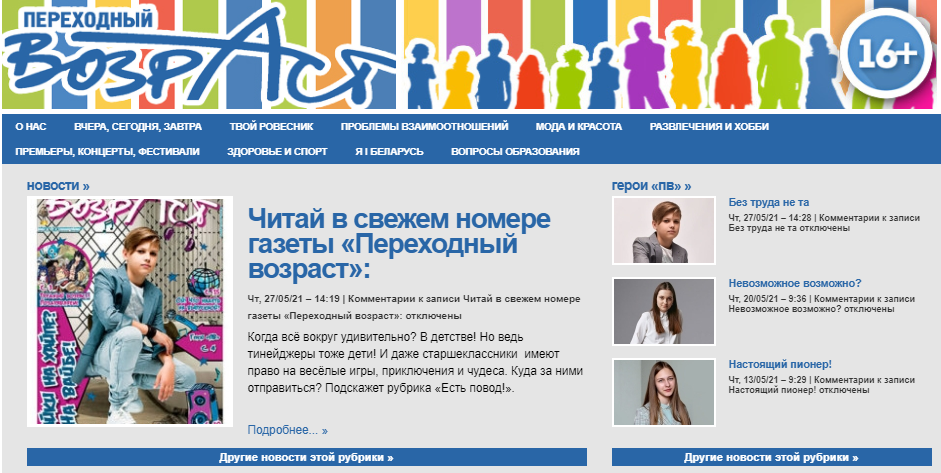 ПЕРЕХОДНЫЙ
ВОЗРАСТ
16+
О НАС ВЧЕРА, СЕГОДНЯ, ЗАВТРА ТВОЙ РОВЕСНИК ПРОБЛЕМЫ ВЗАИМООТНОШЕНИЙ МОДА И КРАСОТА РАЗВЛЕЧЕНИЯ И ХОББИ
ПРЕМЬЕРЫ, КОНЦЕРТЫ, ФЕСТИВАЛИ ЗДОРОВЬЕ И СПОРТ Я І БЕЛАРУСЬ ВОПРОСЫ ОБРАЗОВАНИЯ
новости »
ВОЗРАСТ
Читай в свежем номере
газеты «Переходный
возраст»:
Чт, 27/05/21 – 14:19 | Комментарии к записи Читай в свежем номере
газеты «Переходный возраст»: отключены
Когда всё вокруг удивительно? В детстве! Но ведь
тинейджеры тоже дети! И даже старшеклассники имеют
право на весёлые игры, приключения и чудеса. Куда за ними
отправиться? Подскажет рубрика «Есть повод!».
Подробнее... »
Другие новости этой рубрики »
герои «пв» »
Без труда не та
Чт, 27/05/21 – 14:28 | Комментарии к записи
Без труда не та отключены
Невозможное возможно?
Чт, 20/05/21 – 9:36 | Комментарии к записи
Невозможное возможно? отключены
Настоящий пионер!
Чт, 13/05/21 – 9:29 | Комментарии к записи
Настоящий пионер! отключены
Другие новости этой рубрики »